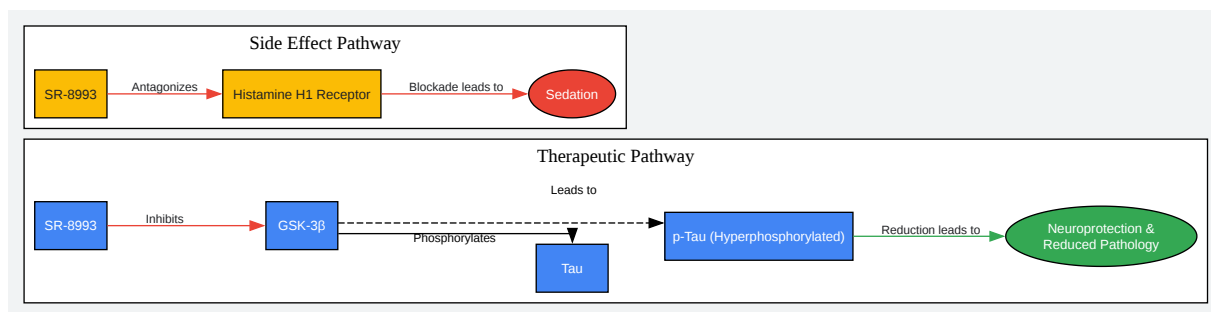 Side Effect Pathway
SR-8993
Antagonizes
Histamine H1 Receptor
Blockade leads to
Sedation
Therapeutic Pathway
SR-8993
Inhibits
GSK-3β
Leads to
Phosphorylates
Tau
p-Tau (Hyperphosphorylated)
Reduction leads to
Neuroprotection &
Reduced Pathology